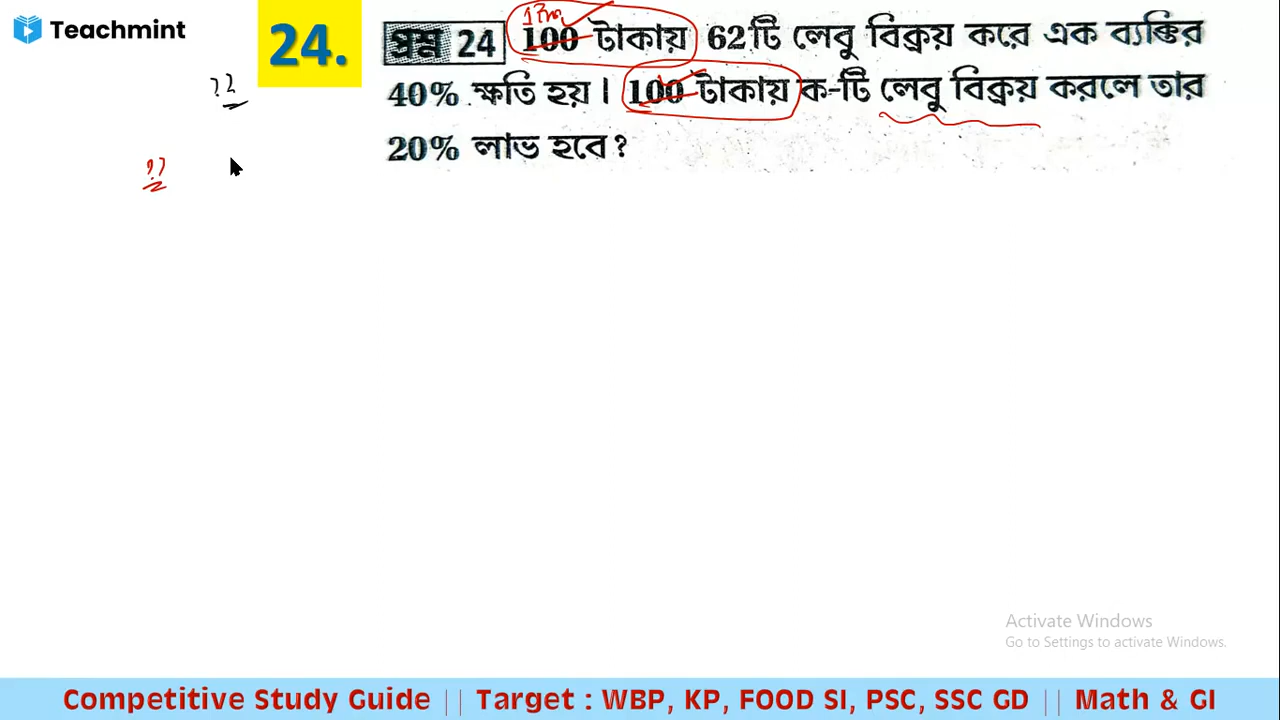 Teachmint
24.
প্রশ্ন 24 100 টাকায় 62টি লেবু বিক্রয় করে এক ব্যক্তির
40% ক্ষতি হয়। 100 টাকায় ক-টি লেবু বিক্রয় করলে তার
20% লাভ হবে?
??
??
Activate Windows
Go to Settings to activate Windows.
Competitive Study Guide || Target : WBP, KP, FOOD SI, PSC, SSC GD || Math & GI